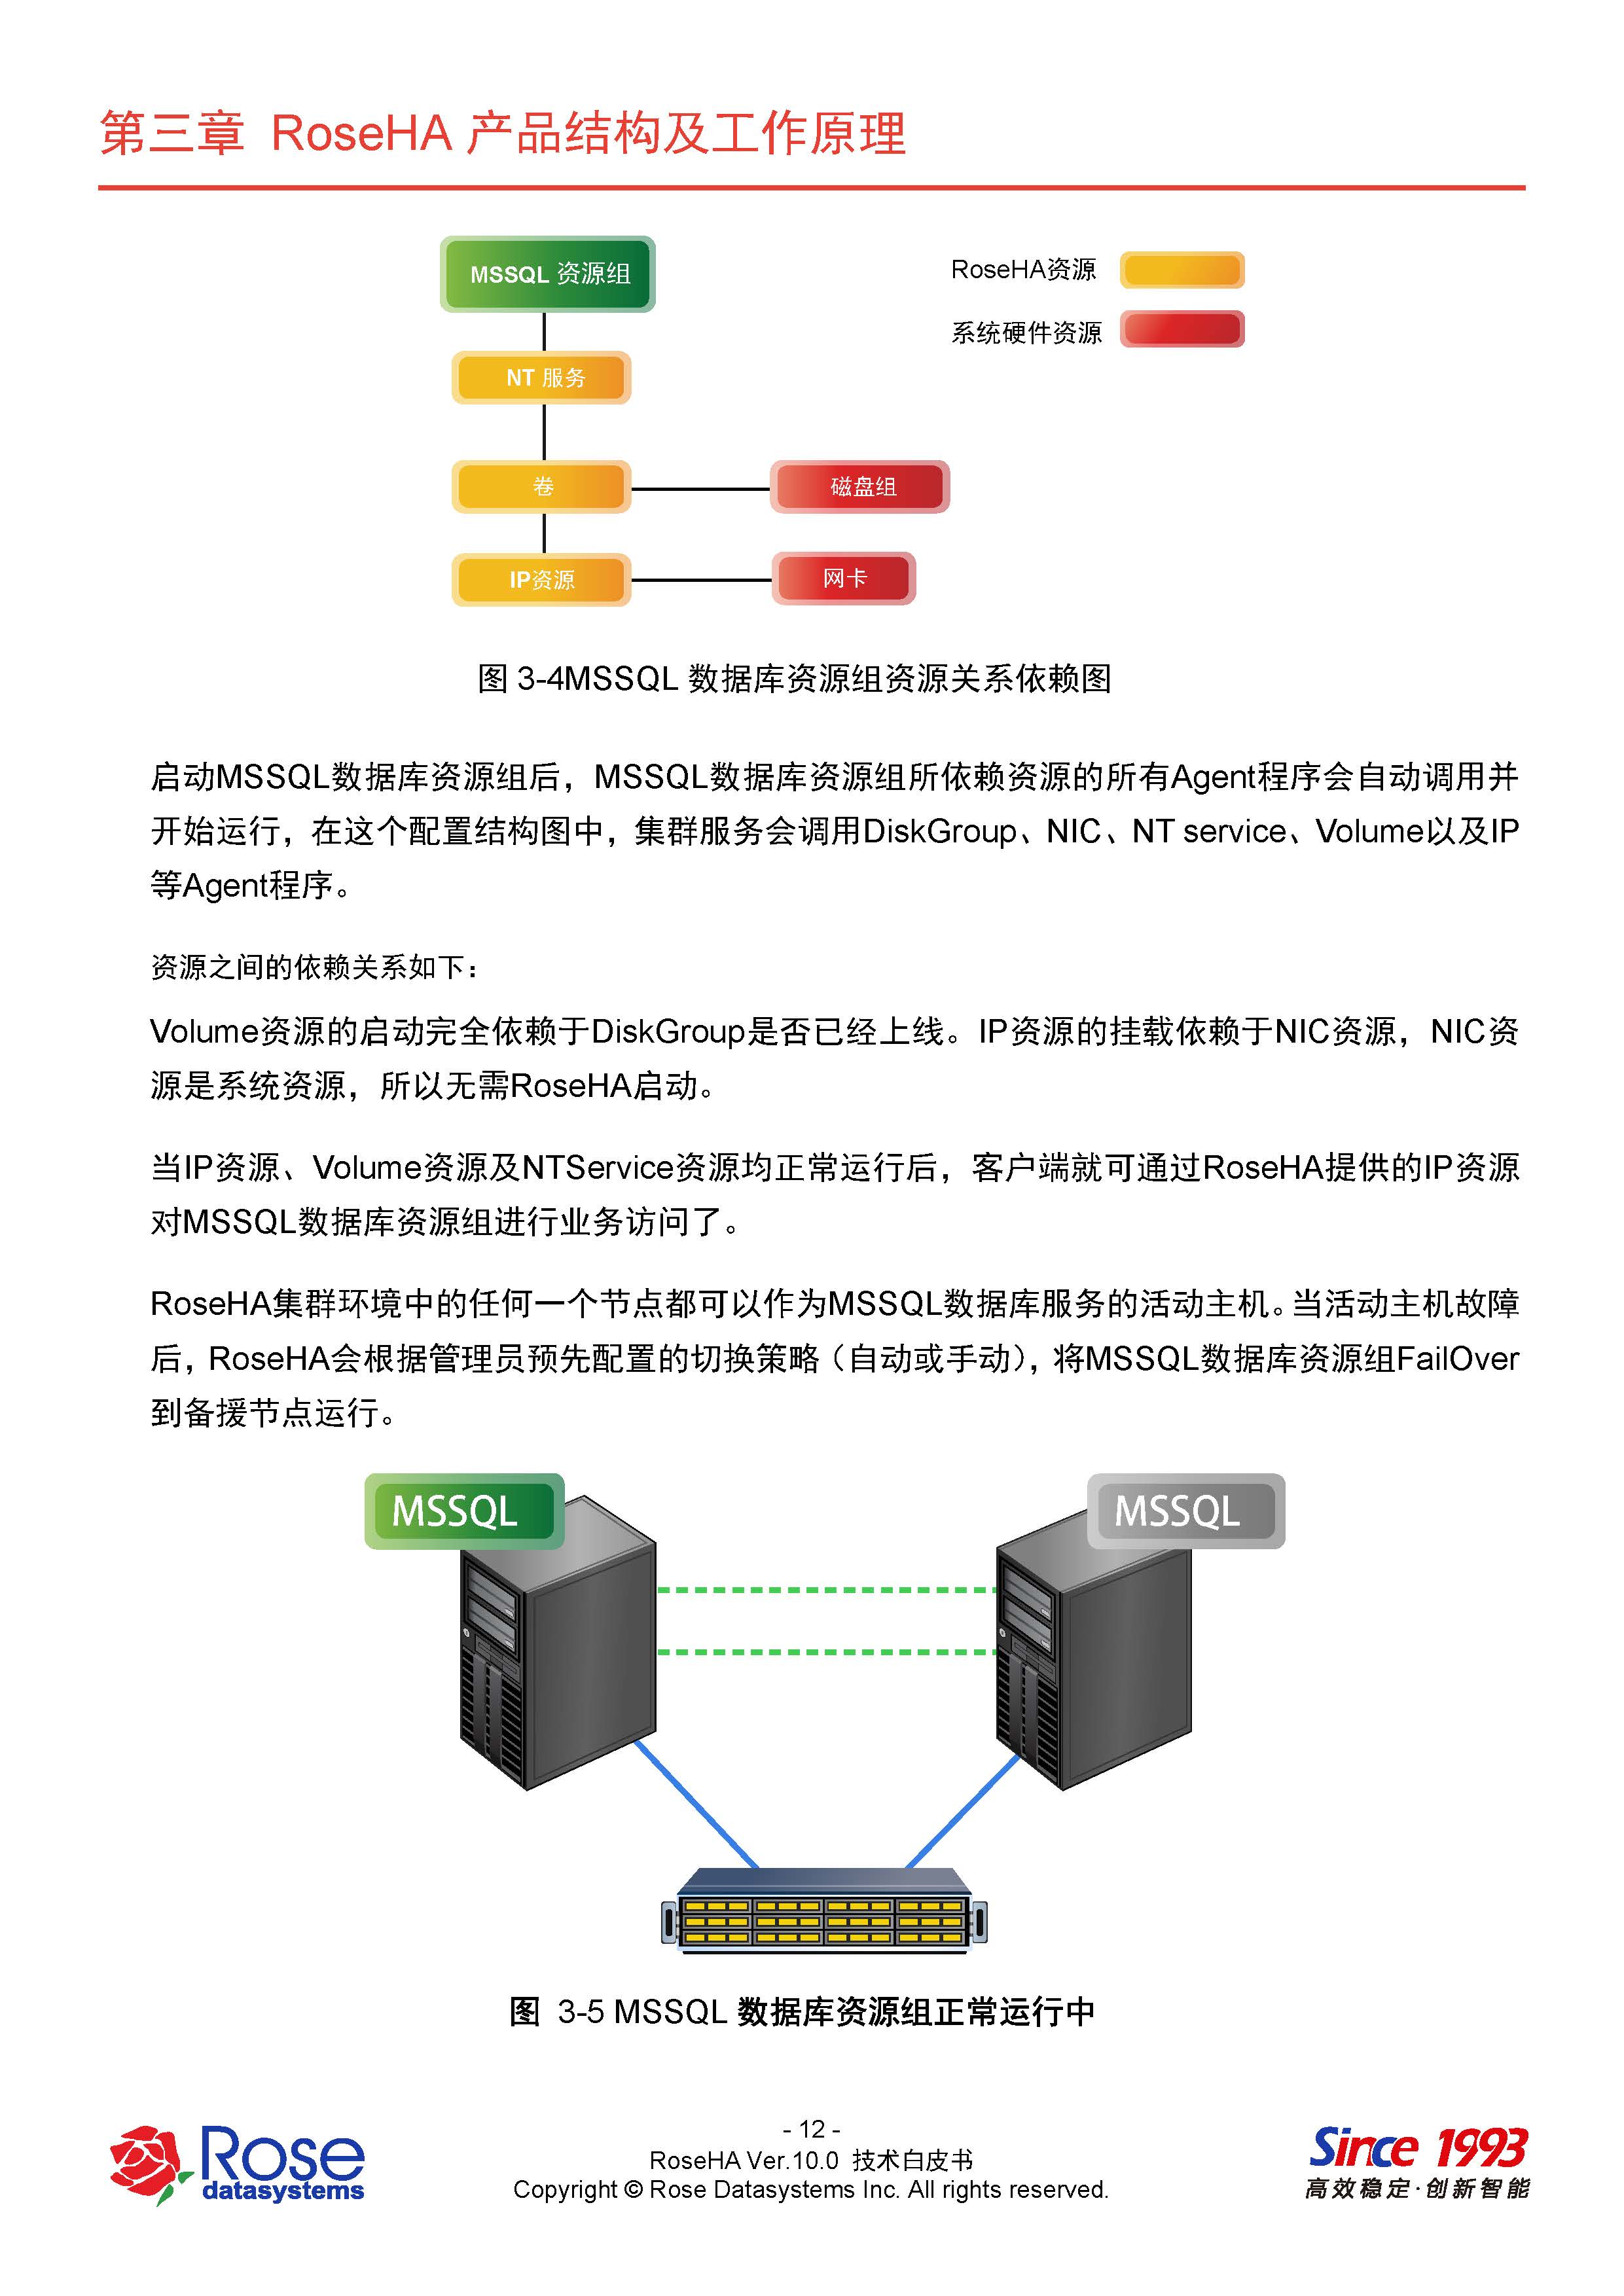 第三章 RoseHA 产品结构及工作原理
MSSQL 资源组
RoseHA资源
系统硬件资源
NT 服务
卷
磁盘组
IP资源
网卡
图 3-4MSSQL 数据库资源组资源关系依赖图
启动MSSQL数据库资源组后，MSSQL数据库资源组所依赖资源的所有Agent程序会自动调用并
开始运行，在这个配置结构图中，集群服务会调用DiskGroup、NIC、NT service、Volume以及IP
等Agent程序。
资源之间的依赖关系如下：
Volume资源的启动完全依赖于DiskGroup是否已经上线。IP资源的挂载依赖于NIC资源，NIC资
源是系统资源，所以无需RoseHA启动。
当IP资源、Volume资源及NTService资源均正常运行后，客户端就可通过RoseHA提供的IP资源
对MSSQL数据库资源组进行业务访问了。
RoseHA集群环境中的任何一个节点都可以作为MSSQL数据库服务的活动主机。当活动主机故障
后，RoseHA会根据管理员预先配置的切换策略（自动或手动），将MSSQL数据库资源组FailOver
到备援节点运行。
MSSQL
MSSQL
图 3-5 MSSQL 数据库资源组正常运行中
- 12 -
RoseHA Ver.10.0 技术白皮书
Copyright © Rose Datasystems Inc. All rights reserved.
Rose
datasystems
Since 1993
高效稳定·创新智能